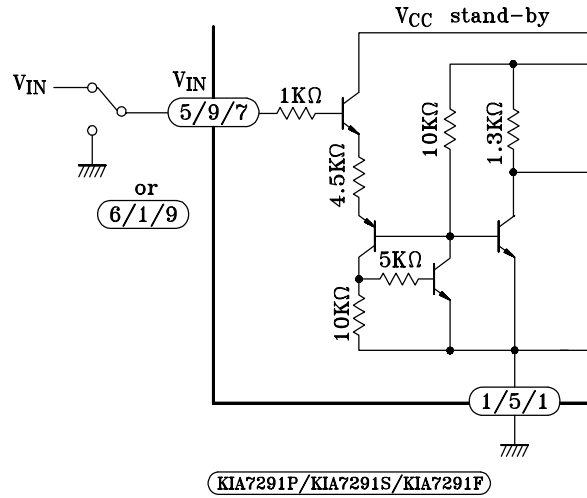 VCC stand-by
VIN
VIN
5/9/7
1KΩ
10KΩ
1.3KΩ
4.5KΩ
or
6/1/9
5KΩ
10KΩ
1/5/1
KIA7291P/KIA7291S/KIA7291F